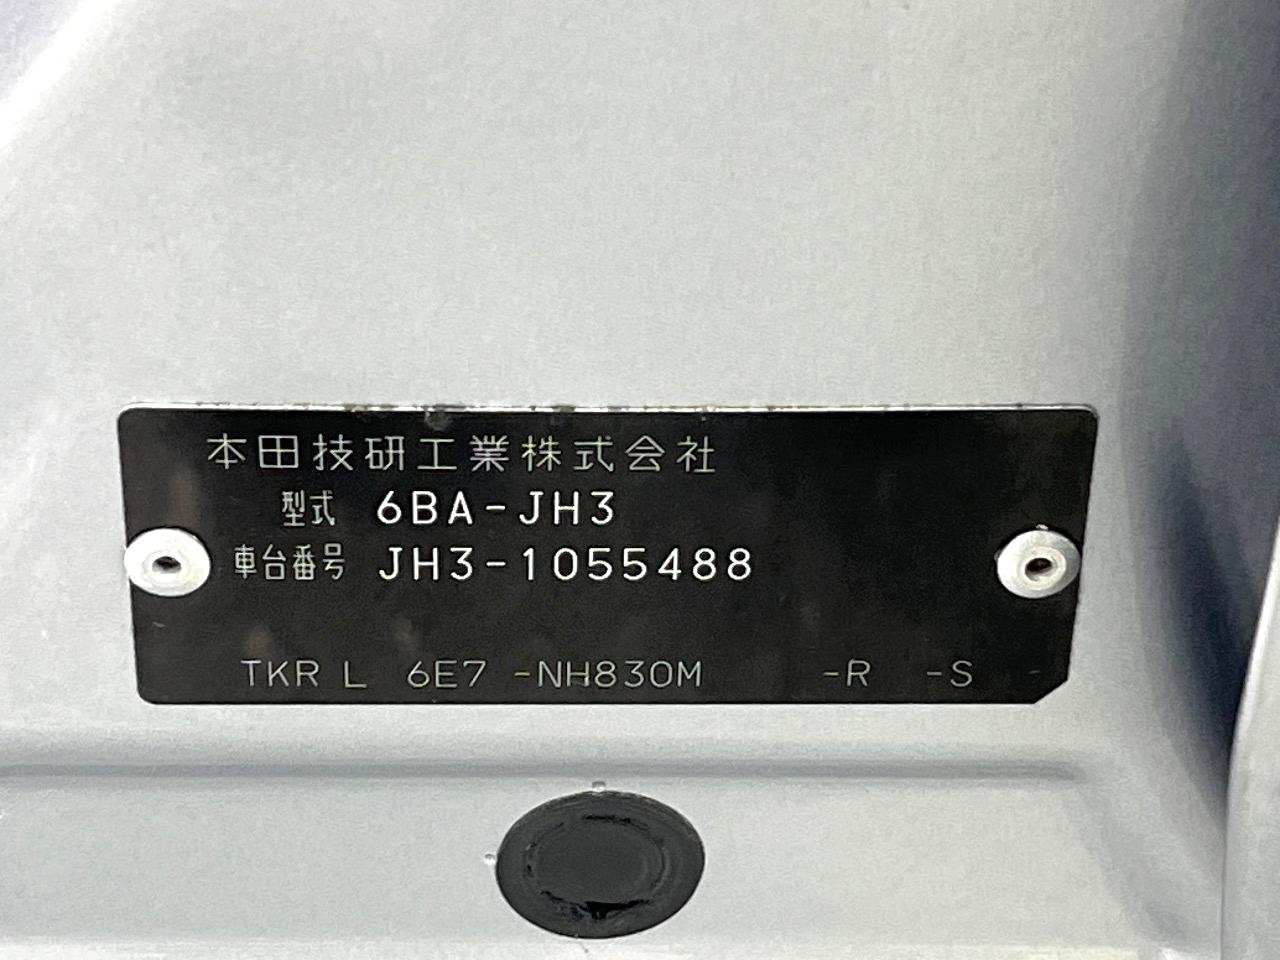 本田技研工業株式会社
型式 6BA-JH3
車台番号 JH3-1055488
TKR L 6E7 -NH830M -R -S -